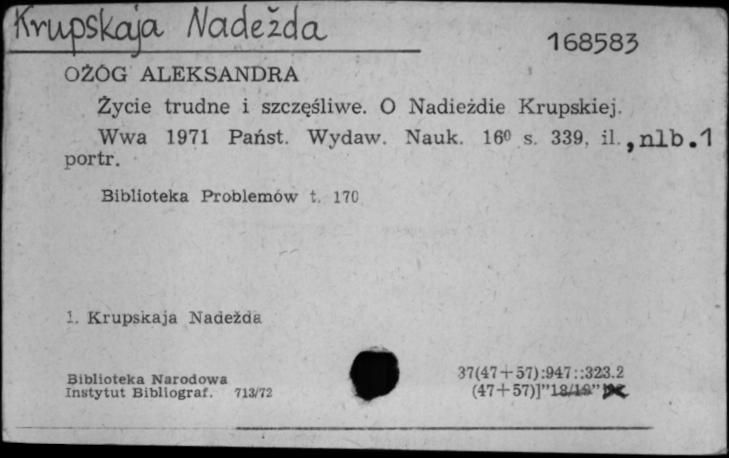 Krupskaja Nadežda
168583
OŻÓG ALEKSANDRA
Życie trudne i szczęśliwe. O Nadieżdie Krupskiej.
Wwa 1971 Państ. Wydaw. Nauk. 16⁰ s. 339, il., nlb.1
portr.
Biblioteka Problemów t. 170
1. Krupskaja Nadežda
Biblioteka Narodowa
Instytut Bibliograf. 713/72
37(47+57):947::323.2
(47+57)]"18/19"